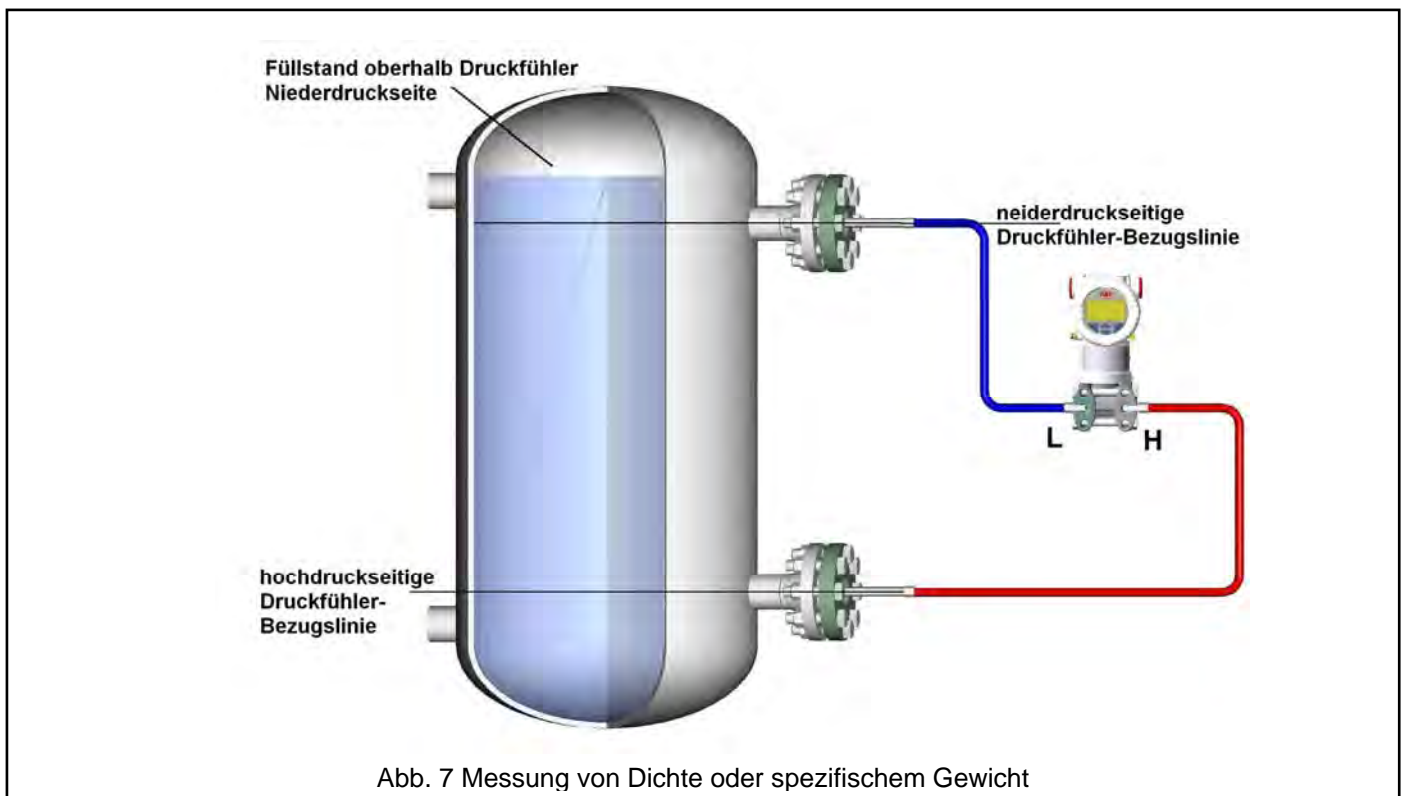 Füllstand oberhalb Druckfühler
Niederdruckseite
neiderdruckseitige
Druckfühler-Bezugslinie
L
H
hochdruckseitige
Druckfühler-
Bezugslinie
Abb. 7 Messung von Dichte oder spezifischem Gewicht